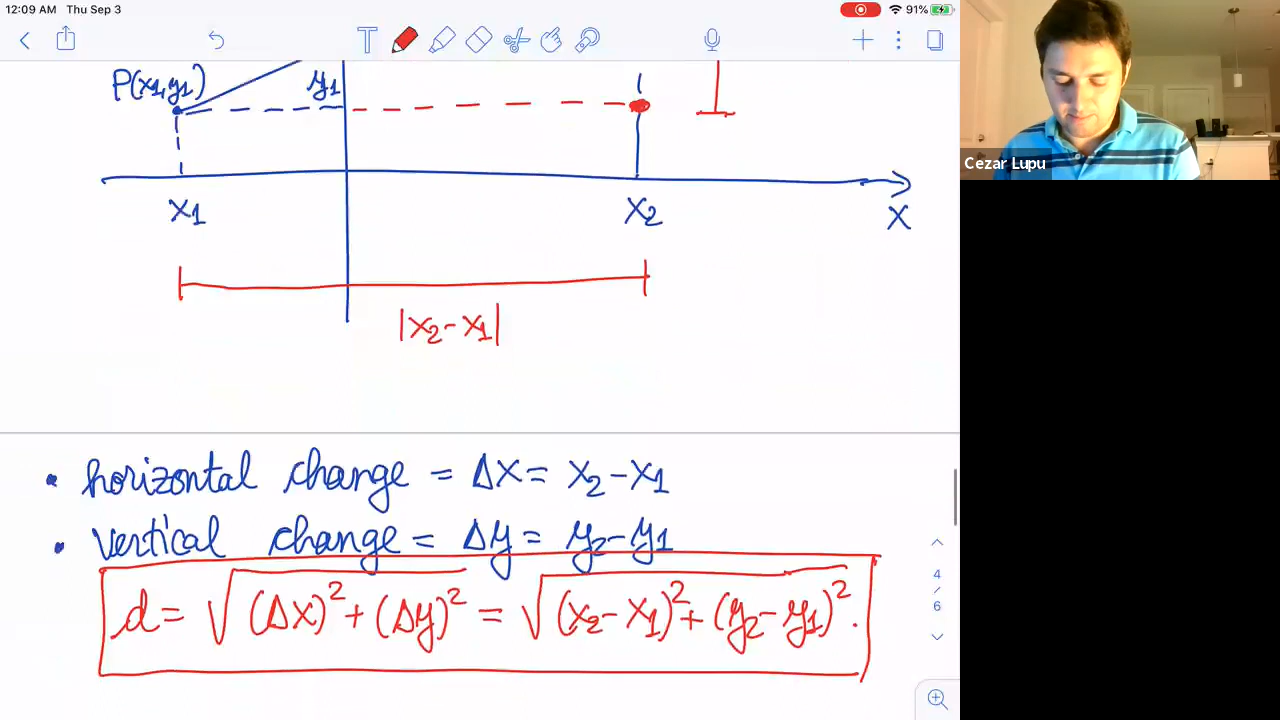 12:09 AM Thu Sep 3
91%
T
P(x1,y1)
y1
x1
x2
X
|x2-x1|
• horizontal change = Δx = x2-x1
• vertical change = Δy = y2-y1
d = √(Δx)²+(Δy)² = √(x2-x1)²+(y2-y1)².
4
/
6
Cezar Lupu